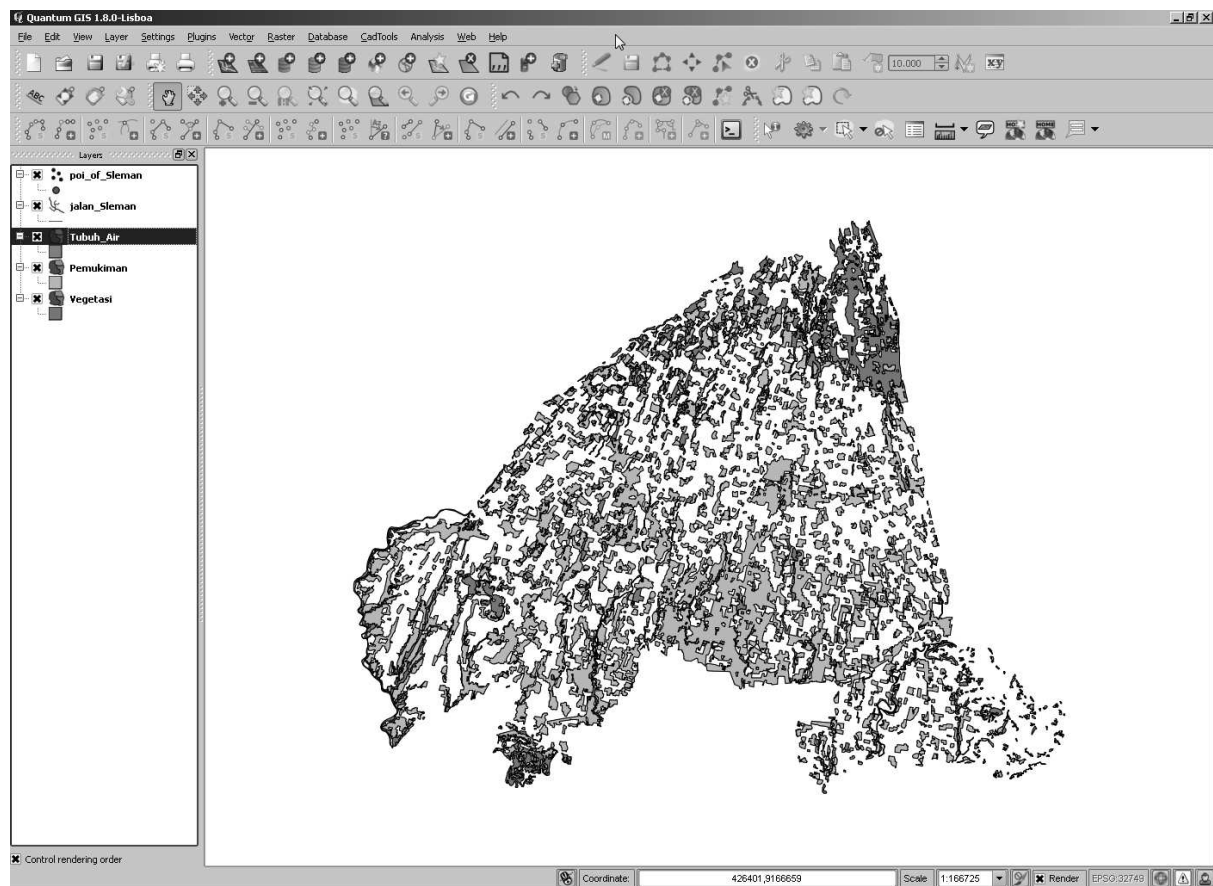 Quantum GIS 1.8.0-Lisboa
File Edit View Layer Settings Plugins Vector Raster Database CadTools Analysis Web Help
10.000
XY
ABC
Layers
poi_of_Sleman
jalan_Sleman
Tubuh_Air
Pemukiman
Vegetasi
Control rendering order
Coordinate: 426401,9166659 Scale 1:166725 Render EPSG:32749